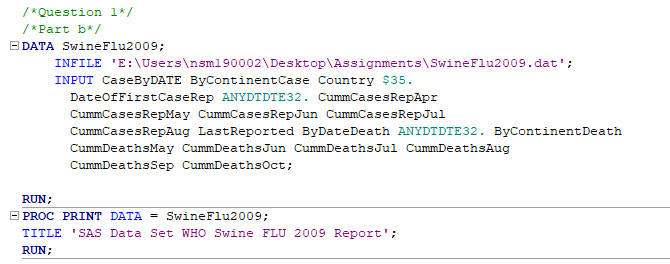 /*Question 1*/
/*Part b*/
DATA SwineFlu2009;
INFILE 'E:\Users\nsm190002\Desktop\Assignments\SwineFlu2009.dat';
INPUT CaseByDATE ByContinentCase Country $35.
DateOfFirstCaseRep ANYDTDTE32. CummCasesRepApr
CummCasesRepMay CummCasesRepJun CummCasesRepJul
CummCasesRepAug LastReported ByDateDeath ANYDTDTE32. ByContinentDeath
CummDeathsMay CummDeathsJun CummDeathsJul CummDeathsAug
CummDeathsSep CummDeathsOct;
RUN;
PROC PRINT DATA = SwineFlu2009;
TITLE 'SAS Data Set WHO Swine FLU 2009 Report';
RUN;